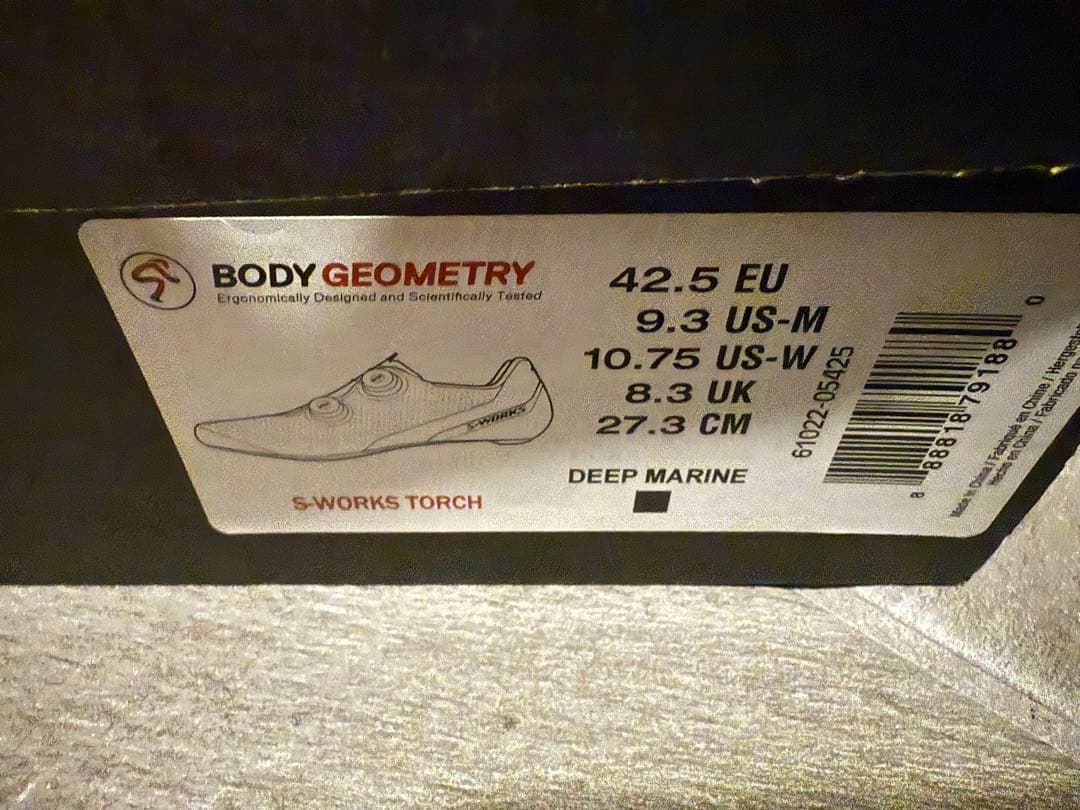 BODY GEOMETRY
Ergonomically Designed and Scientifically Tested
S-WORKS
S-WORKS TORCH
42.5 EU
9.3 US-M
10.75 US-W
8.3 UK
27.3 CM
DEEP MARINE
61022-05425
8 88818 79188 0
Made in China / Fabriqué en Chine /
Hecho en China / Fabricado